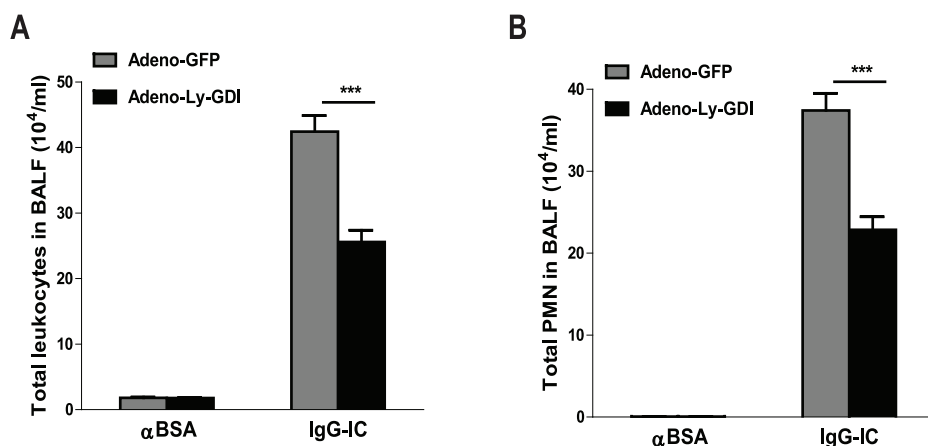 A
Adeno-GFP
Adeno-Ly-GDI
***
Total leukocytes in BALF (10⁴/ml)
50
40
30
20
10
0
αBSA
IgG-IC
B
Adeno-GFP
Adeno-Ly-GDI
***
Total PMN in BALF (10⁴/ml)
40
30
20
10
0
αBSA
IgG-IC